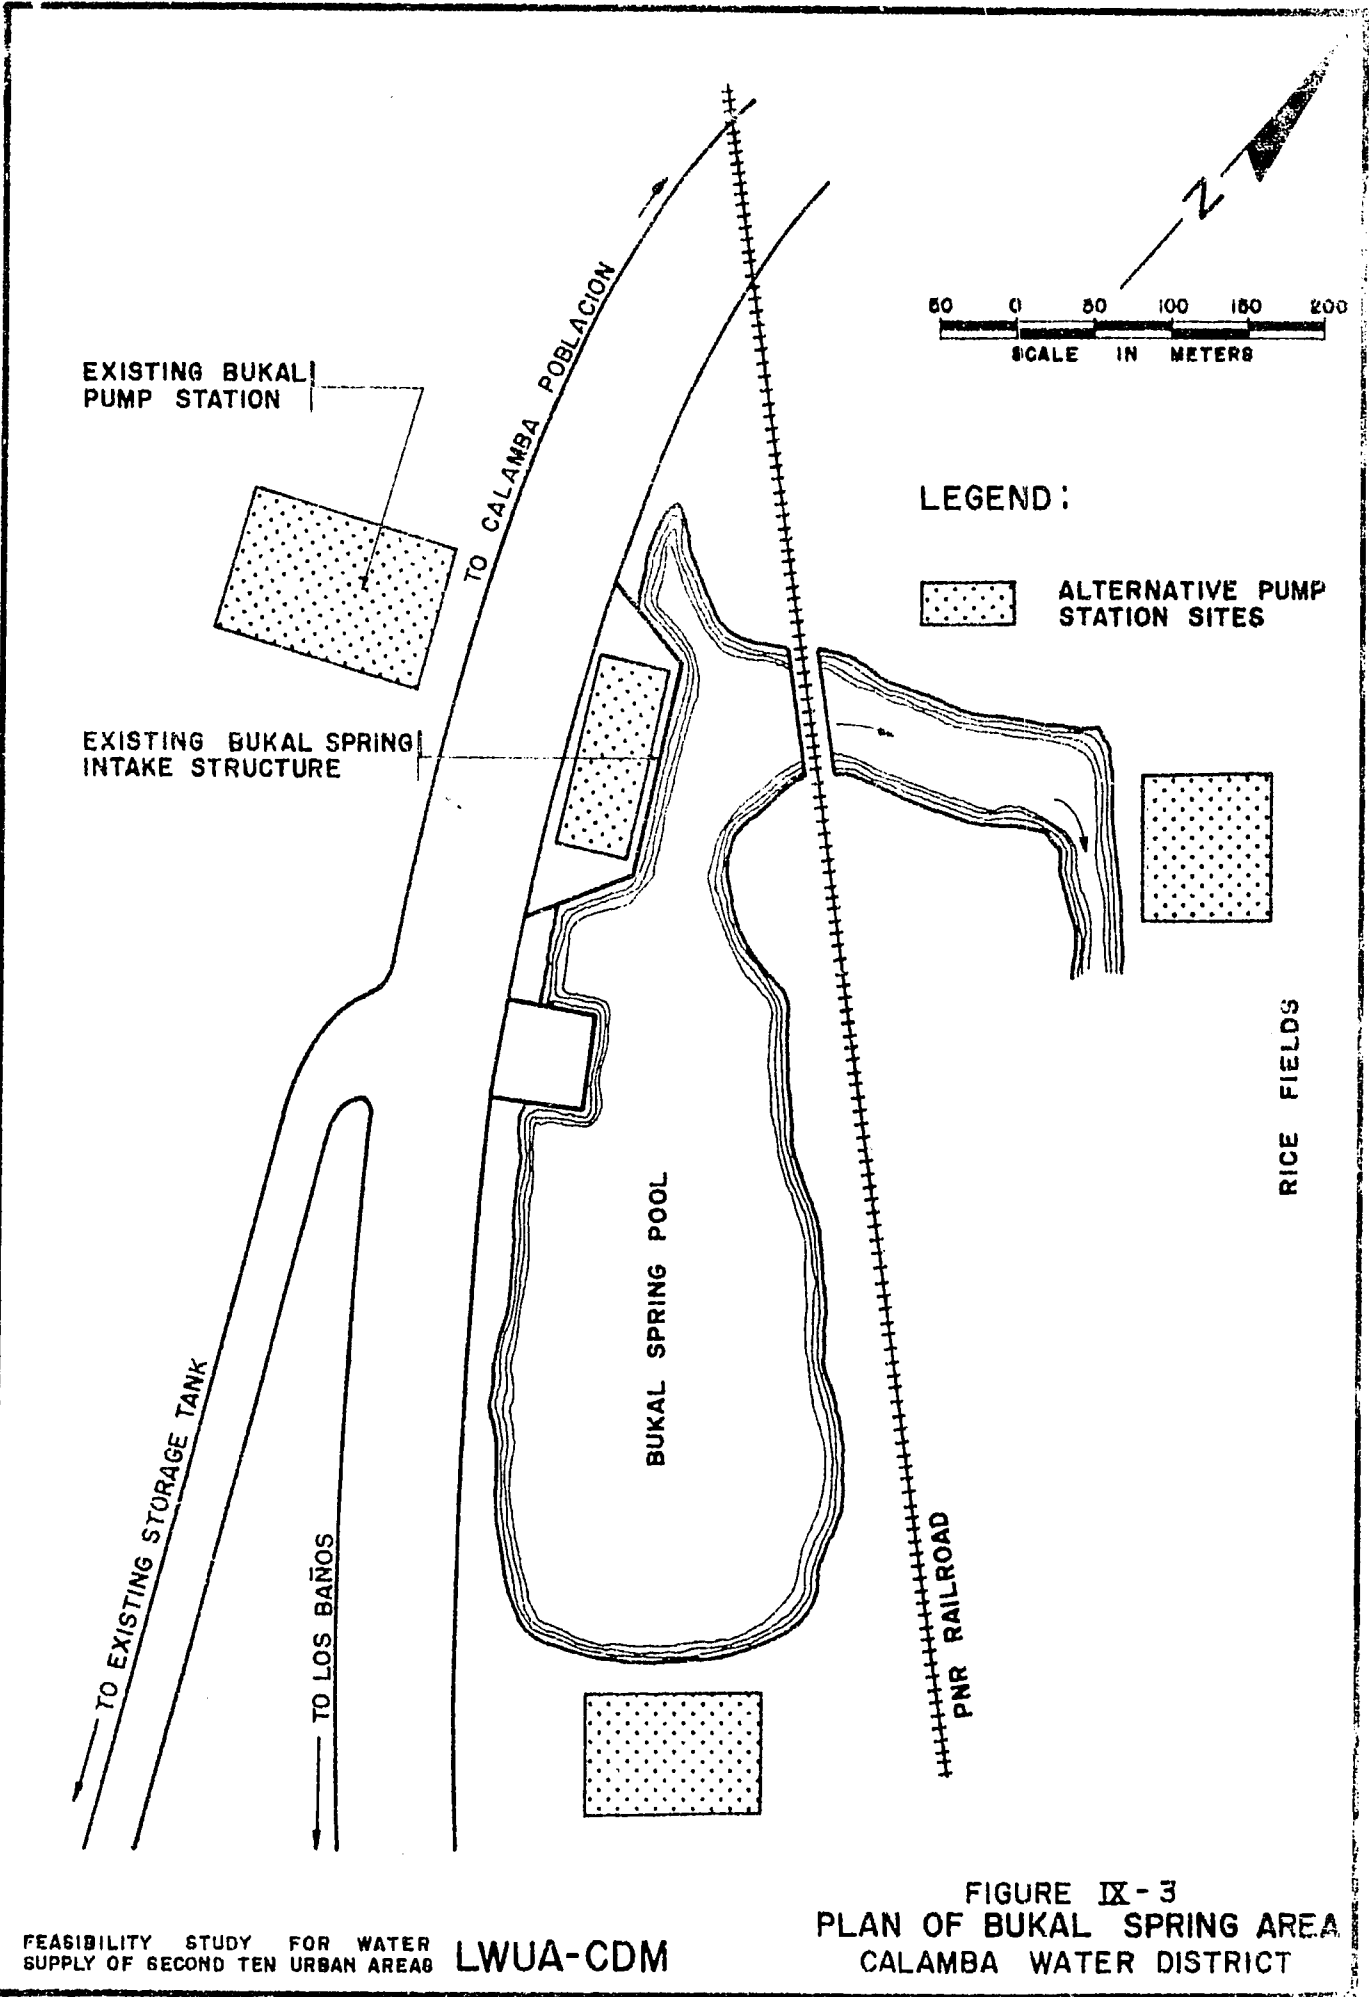 N
50 0 50 100 150 200
SCALE IN METERS
TO CALAMBA POBLACION
EXISTING BUKAL
PUMP STATION
LEGEND:
ALTERNATIVE PUMP
STATION SITES
EXISTING BUKAL SPRING
INTAKE STRUCTURE
RICE FIELDS
BUKAL SPRING POOL
TO EXISTING STORAGE TANK
TO LOS BAÑOS
PNR RAILROAD
FIGURE IX-3
PLAN OF BUKAL SPRING AREA
CALAMBA WATER DISTRICT
FEASIBILITY STUDY FOR WATER
SUPPLY OF SECOND TEN URBAN AREAS
LWUA-CDM